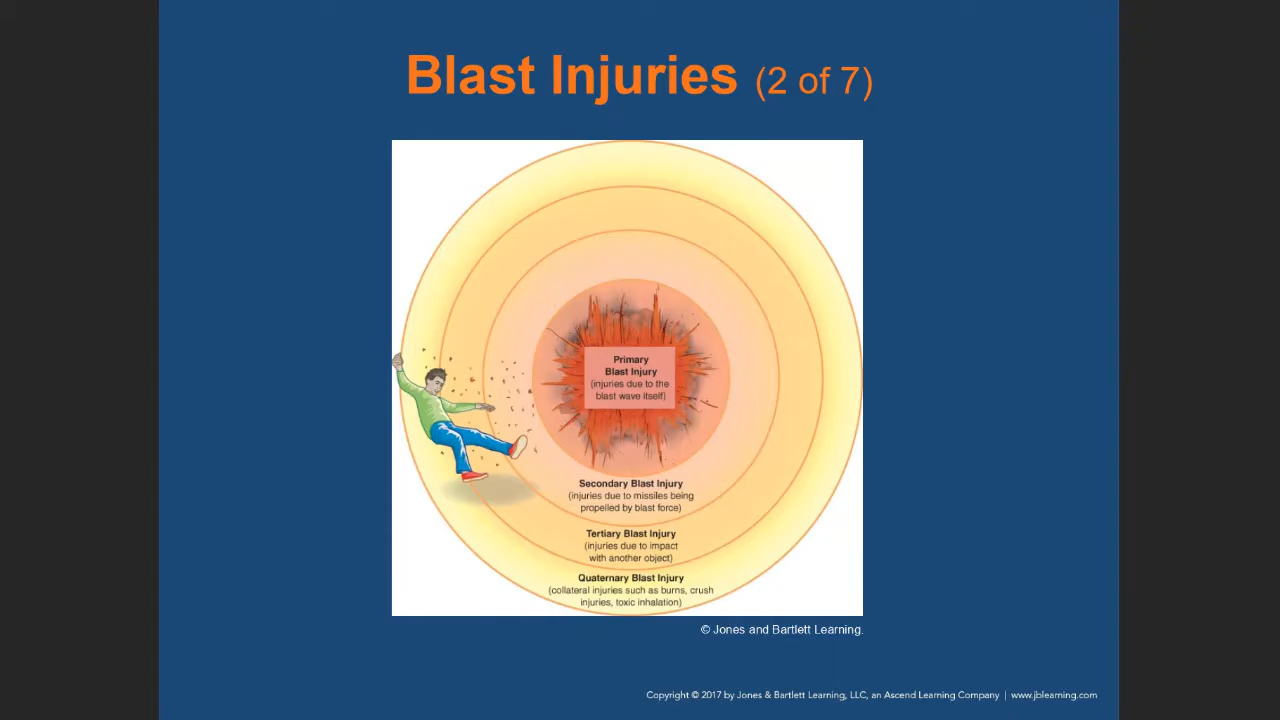 Blast Injuries (2 of 7)
Primary
Blast Injury
(injuries due to the
blast wave itself)
Secondary Blast Injury
(injuries due to missiles being
propelled by blast force)
Tertiary Blast Injury
(injuries due to impact
with another object)
Quaternary Blast Injury
(collateral injuries such as burns, crush
injuries, toxic inhalation)
© Jones and Bartlett Learning.
Copyright © 2017 by Jones & Bartlett Learning, LLC, an Ascend Learning Company | www.jblearning.com